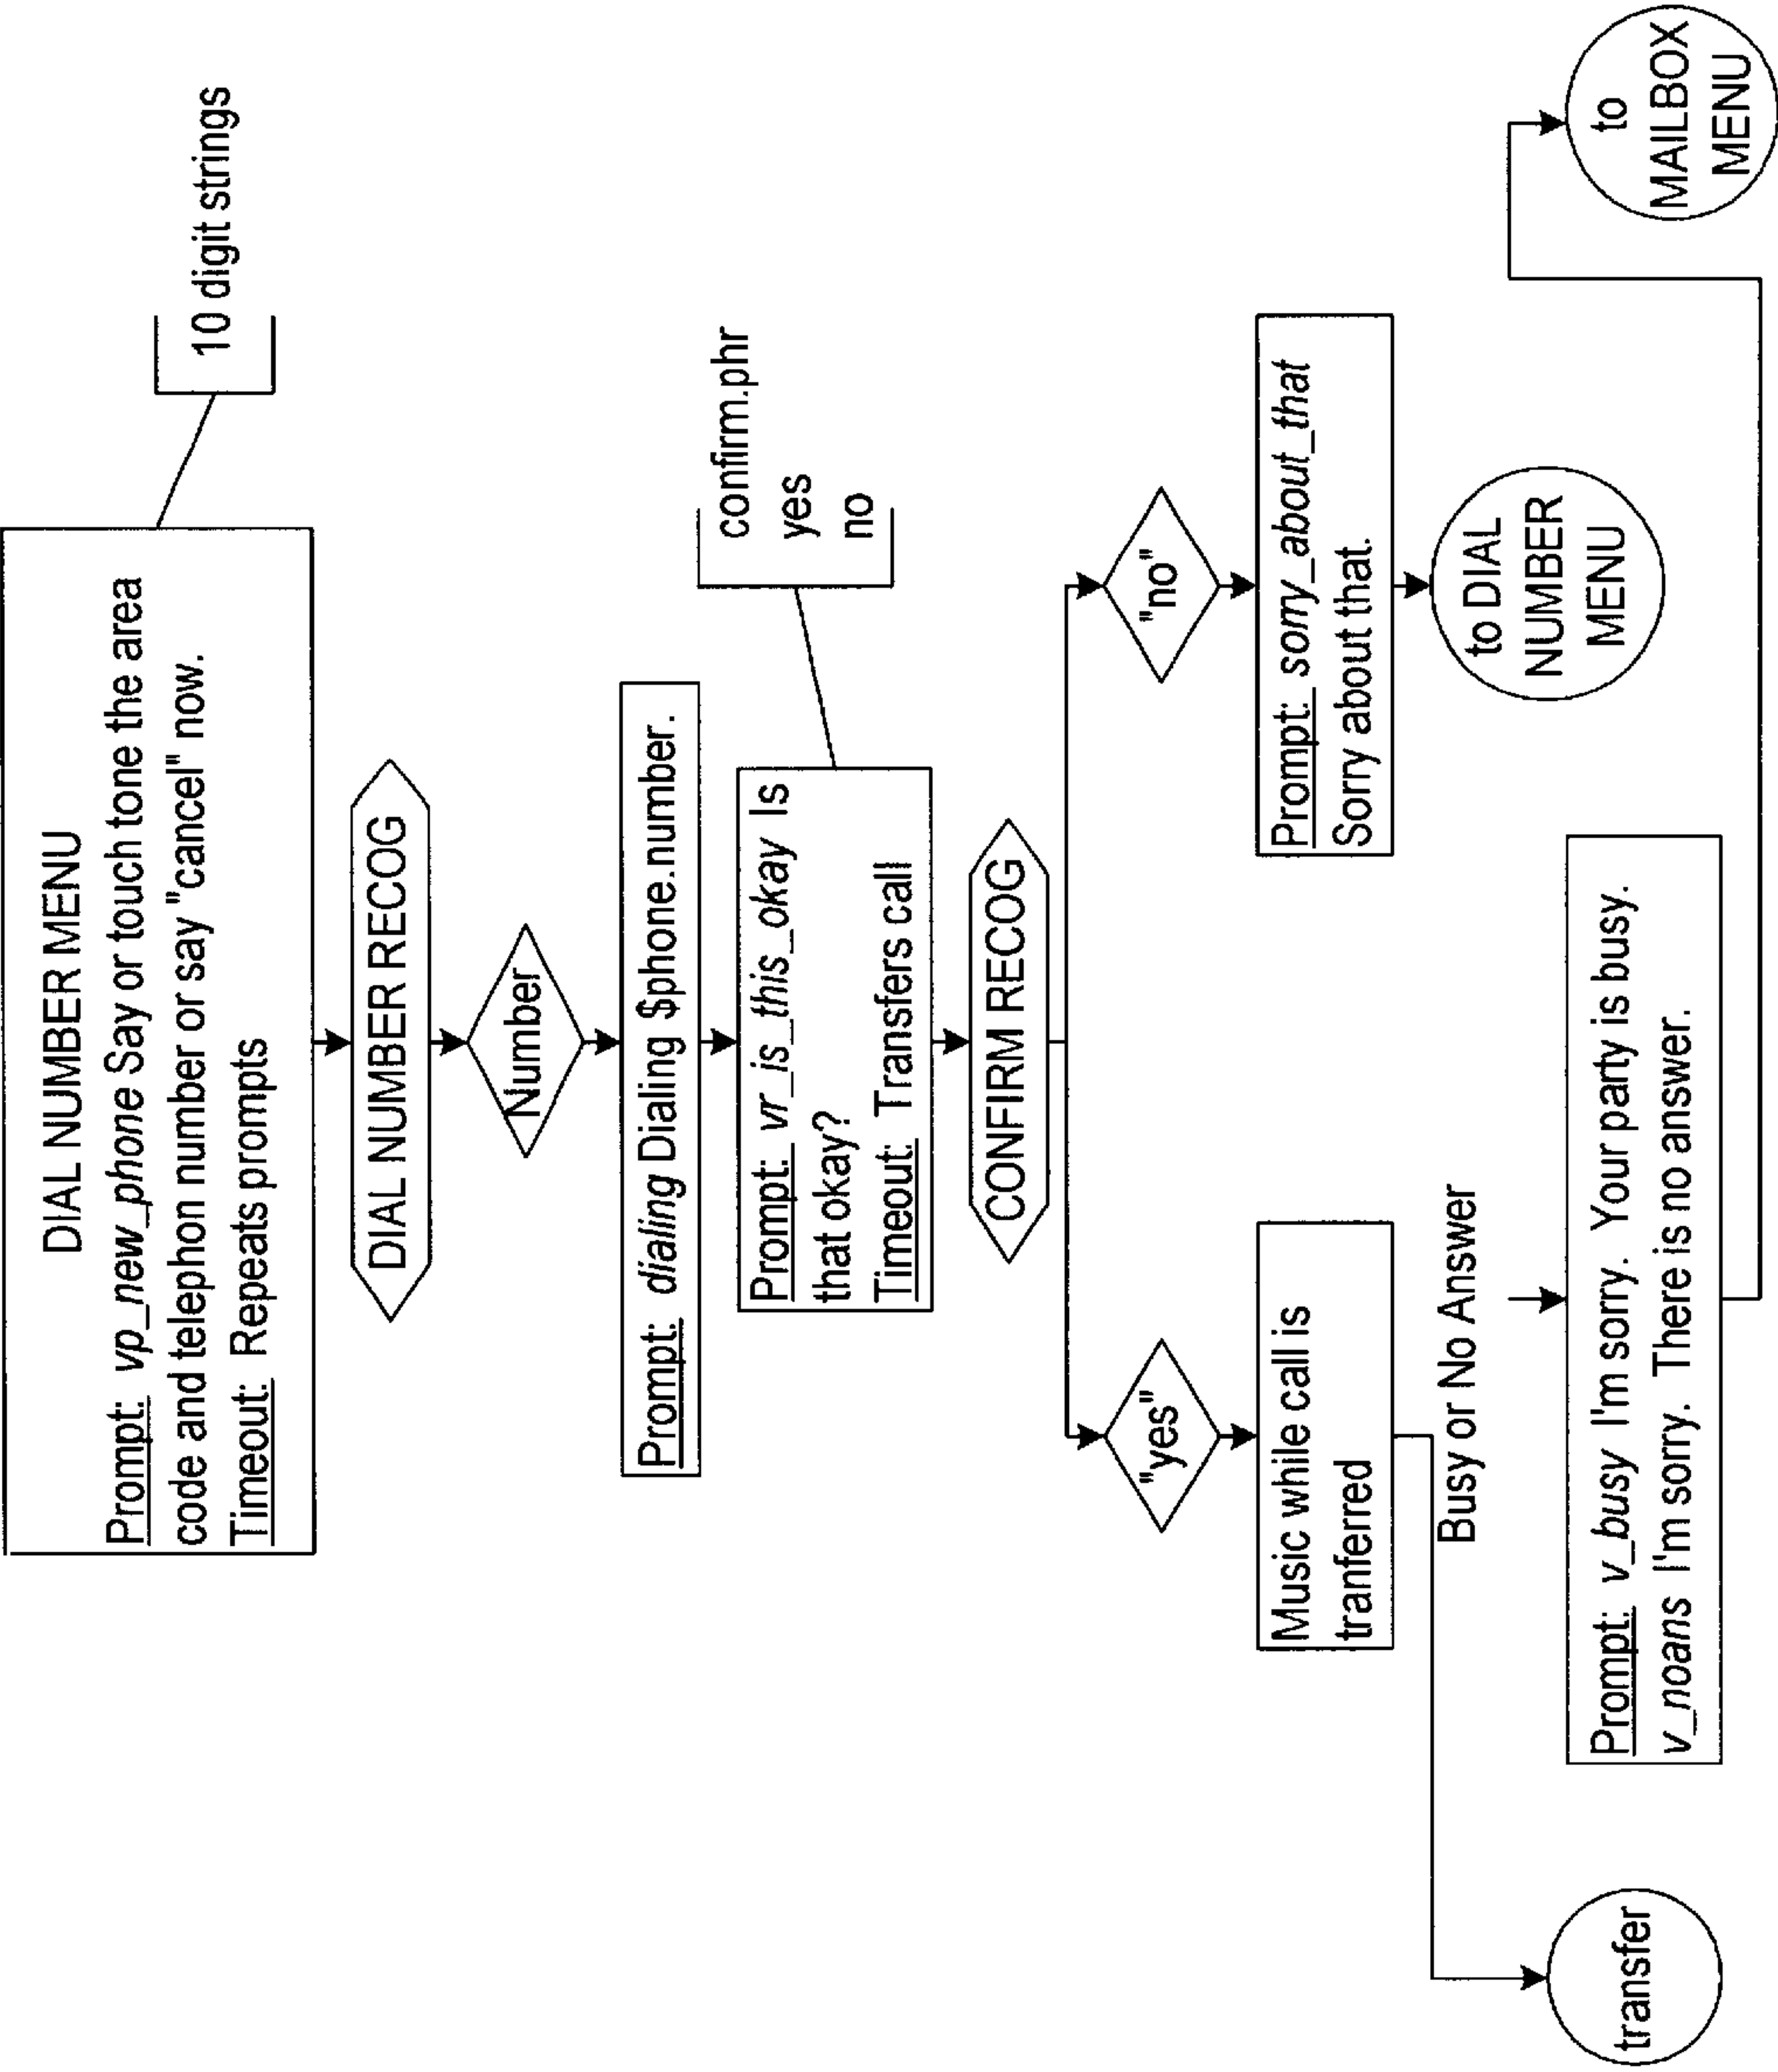 DIAL NUMBER MENU
Prompt: vp_new_phone Say or touch tone the area
code and telephon number or say "cancel" now.
Timeout: Repeats prompts
10 digit strings
DIAL NUMBER RECOG
Number
Prompt: dialing Dialing $phone.number.
Prompt: vr_is_this_okay Is
that okay?
Timeout: Transfers call
confirm.phr
yes
no
CONFIRM RECOG
"yes"
"no"
Music while call is
tranferred
Prompt: sorry_about_that
Sorry about that.
Busy or No Answer
to DIAL
NUMBER
MENU
transfer
Prompt: v_busy I'm sorry. Your party is busy.
v_noans I'm sorry. There is no answer.
to
MAILBOX
MENU